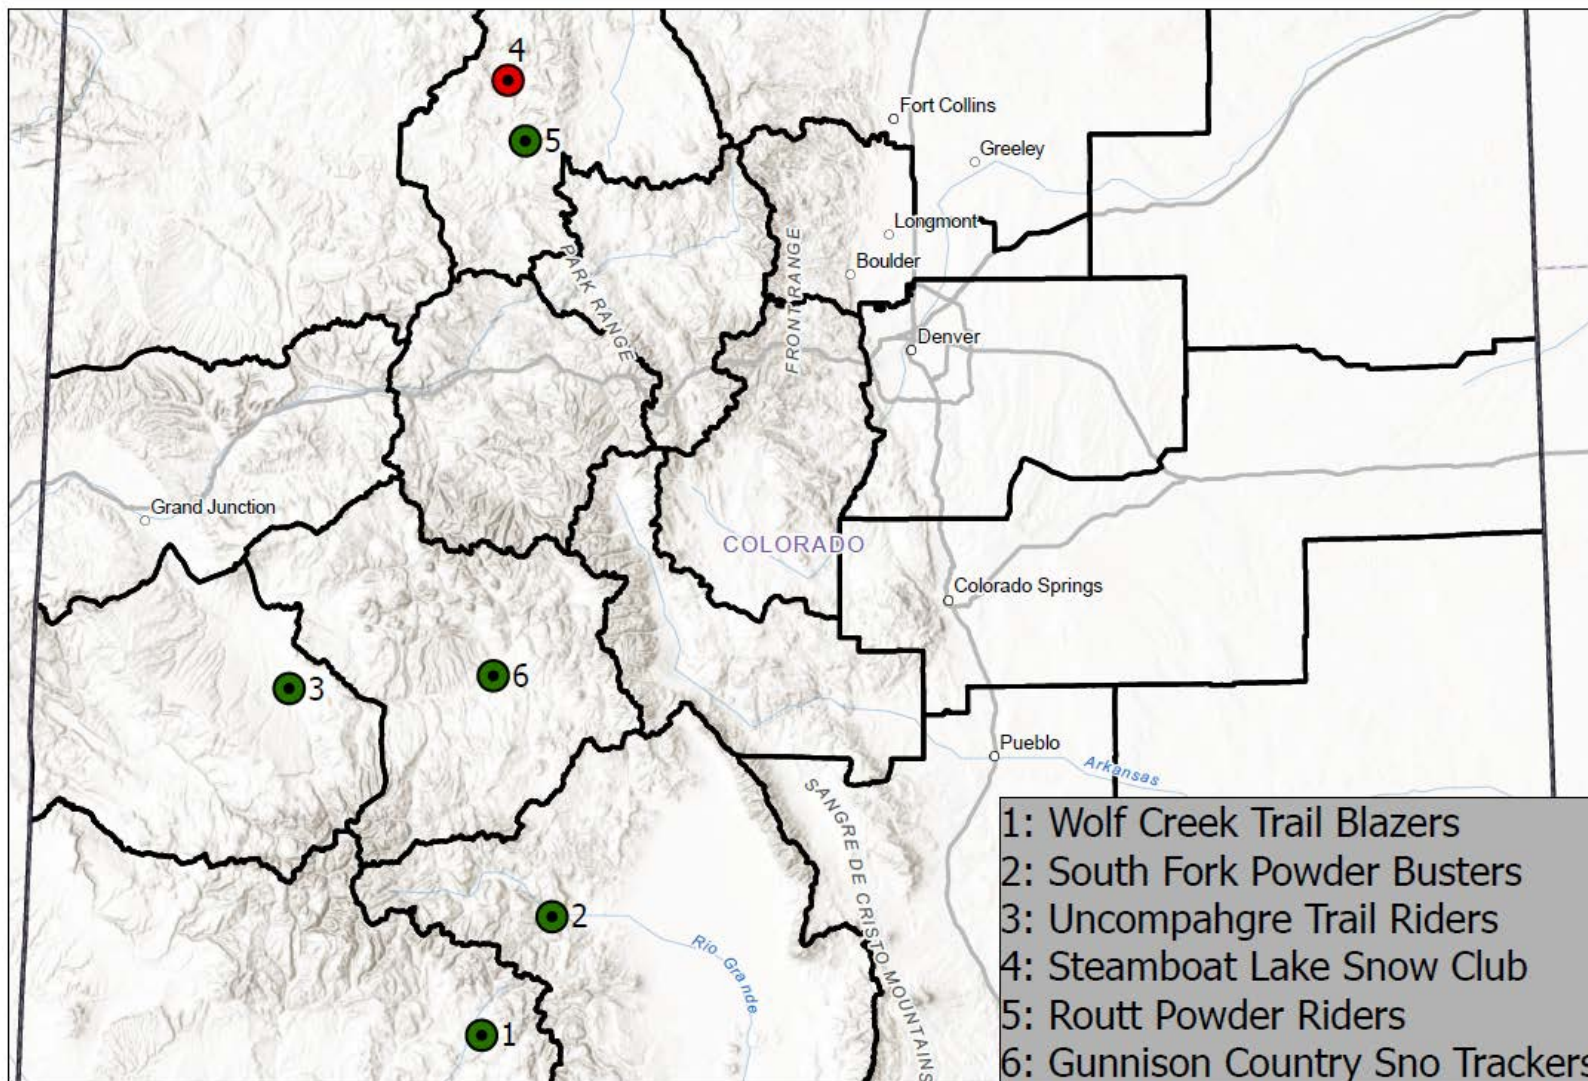 4
Fort Collins
5
Greeley
Longmont
Boulder
PARK RANGE
FRONT RANGE
Denver
Grand Junction
COLORADO
Colorado Springs
3
6
Pueblo
Arkansas
SANGRE DE CRISTO MOUNTAINS
2
Rio Grande
1
1: Wolf Creek Trail Blazers
2: South Fork Powder Busters
3: Uncompahgre Trail Riders
4: Steamboat Lake Snow Club
5: Routt Powder Riders
6: Gunnison Country Sno Trackers